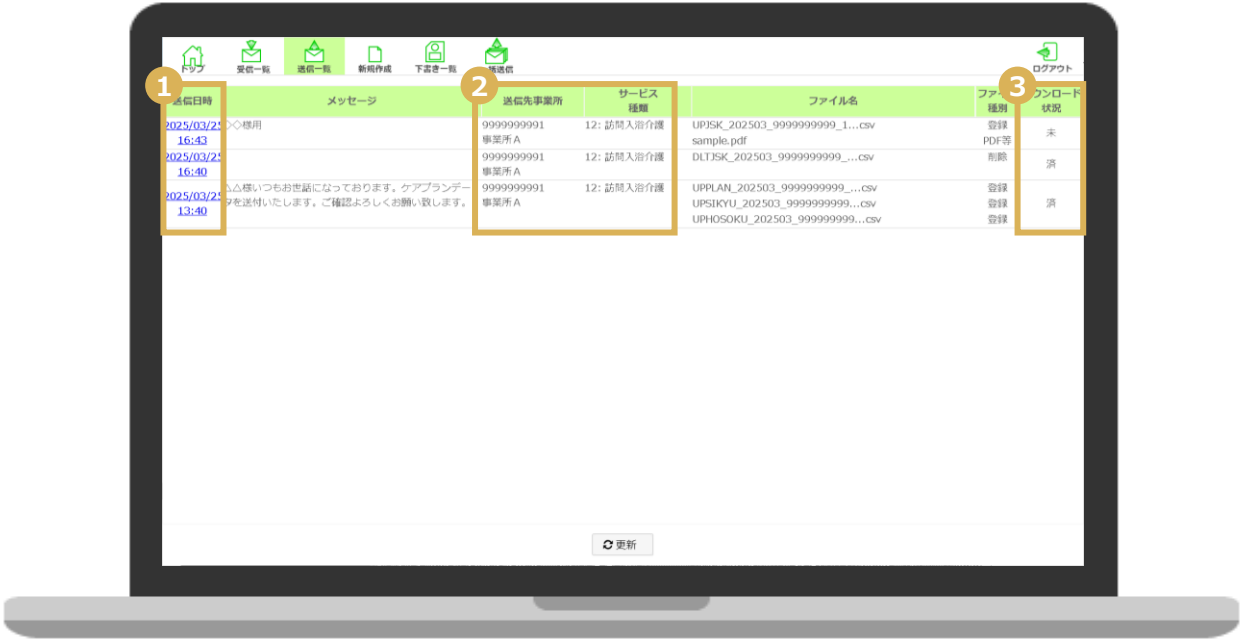 トップ
受信一覧
送信一覧
新規作成
下書き一覧
括送信
ログアウト
1
2
3
送信日時
メッセージ
送信先事業所
サービス
種類
ファイル名
ファイ
種別
ウンロード
状況
2025/03/25
16:43
◇◇様用
9999999991
事業所A
12: 訪問入浴介護
UPJSK_202503_9999999999_1...csv
sample.pdf
登録
PDF等
未
2025/03/25
16:40
9999999991
事業所A
12: 訪問入浴介護
DLTJSK_202503_9999999999_...csv
削除
済
2025/03/25
13:40
△△様いつもお世話になっております。ケアプランデー
タを送付いたします。ご確認よろしくお願い致します。
9999999991
事業所A
12: 訪問入浴介護
UPPLAN_202503_9999999999_...csv
UPSIKYU_202503_9999999999...csv
UPHOSOKU_202503_999999999...csv
登録
登録
登録
済
更新